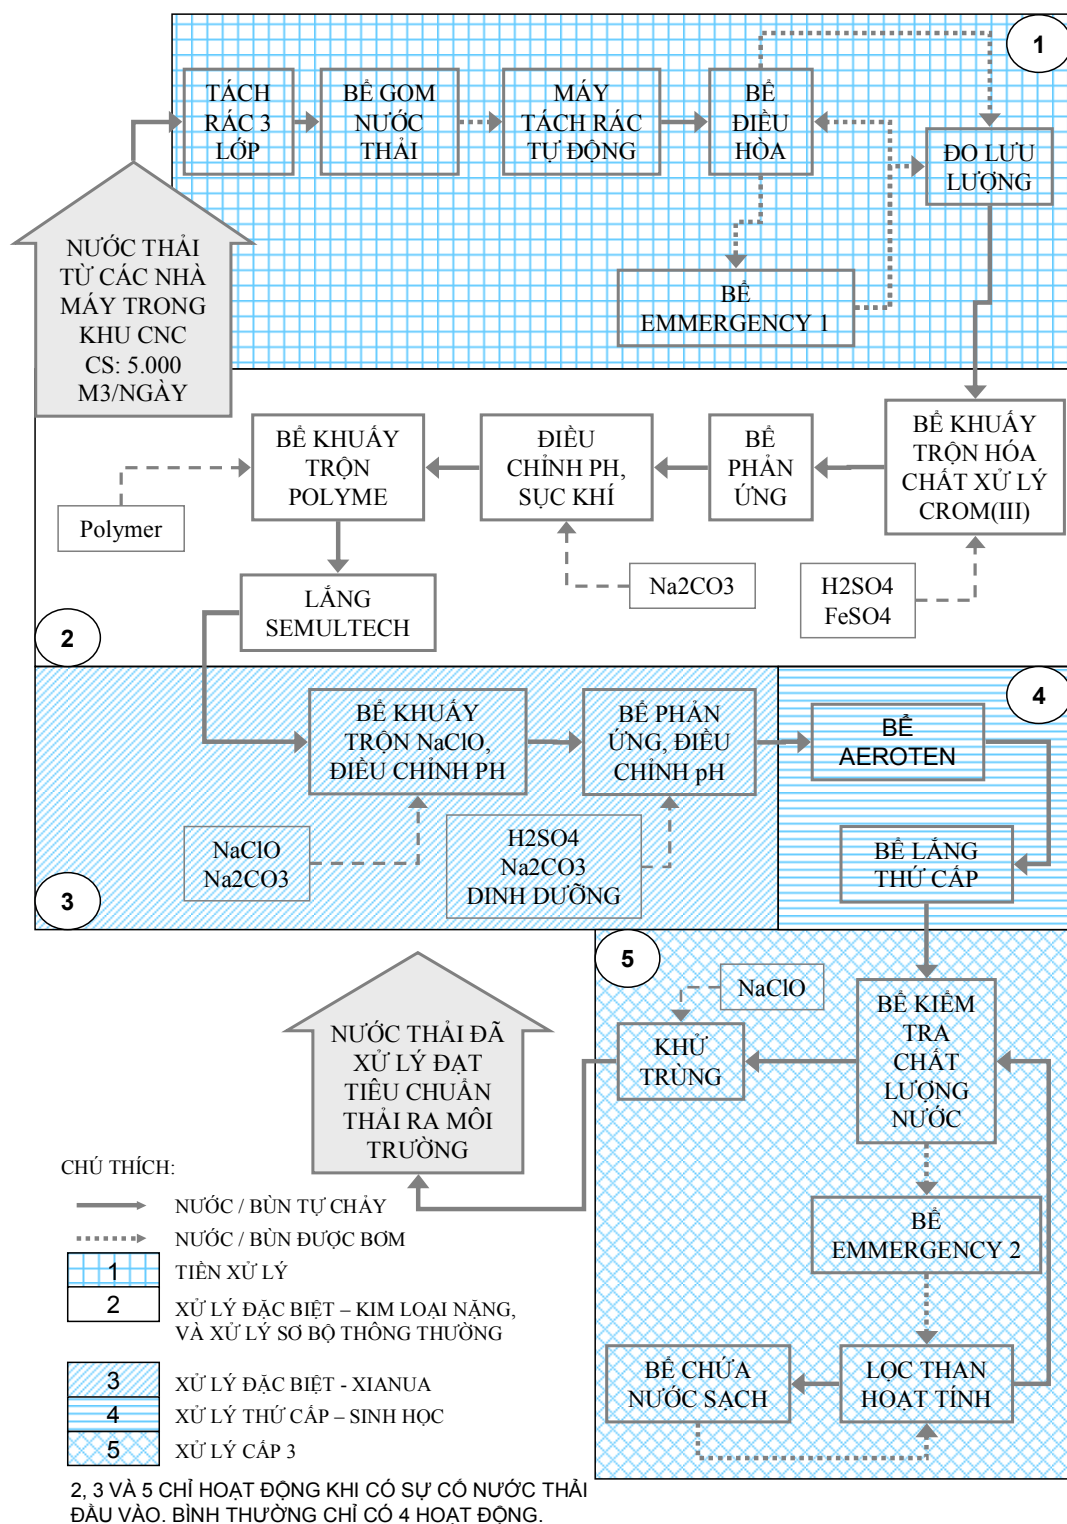 1
TÁCH
RÁC 3
LỚP
BỂ GOM
NƯỚC
THẢI
MÁY
TÁCH RÁC
TỰ ĐỘNG
BỂ
ĐIỀU
HÒA
ĐO LƯU
LƯỢNG
NƯỚC THẢI
TỪ CÁC NHÀ
MÁY TRONG
KHU CNC
CS: 5.000
M3/NGÀY
BỂ
EMMERGENCY 1
BỂ KHUẤY
TRỘN HÓA
CHẤT XỬ LÝ
CROM(III)
BỂ
PHẢN
ỨNG
ĐIỀU
CHỈNH PH,
SỤC KHÍ
BỂ KHUẤY
TRỘN
POLYME
Polymer
Na2CO3
H2SO4
FeSO4
LẮNG
SEMULTECH
2
BỂ KHUẤY
TRỘN NaClO,
ĐIỀU CHỈNH PH
BỂ PHẢN
ỨNG, ĐIỀU
CHỈNH pH
4
BỂ
AEROTEN
NaClO
Na2CO3
H2SO4
Na2CO3
DINH DƯỠNG
BỂ LẮNG
THỨ CẤP
3
5
NaClO
BỂ KIỂM
TRA
CHẤT
LƯỢNG
NƯỚC
KHỬ
TRÙNG
NƯỚC THẢI ĐÃ
XỬ LÝ ĐẠT
TIÊU CHUẨN
THẢI RA MÔI
TRƯỜNG
BỂ
EMMERGENCY 2
BỂ CHỨA
NƯỚC SẠCH
LỌC THAN
HOẠT TÍNH
CHÚ THÍCH:
NƯỚC / BÙN TỰ CHẢY
NƯỚC / BÙN ĐƯỢC BƠM
1 TIỀN XỬ LÝ
2 XỬ LÝ ĐẶC BIỆT – KIM LOẠI NẶNG,
VÀ XỬ LÝ SƠ BỘ THÔNG THƯỜNG
3 XỬ LÝ ĐẶC BIỆT - XIANUA
4 XỬ LÝ THỨ CẤP – SINH HỌC
5 XỬ LÝ CẤP 3
2, 3 VÀ 5 CHỈ HOẠT ĐỘNG KHI CÓ SỰ CỐ NƯỚC THẢI
ĐẦU VÀO. BÌNH THƯỜNG CHỈ CÓ 4 HOẠT ĐỘNG.